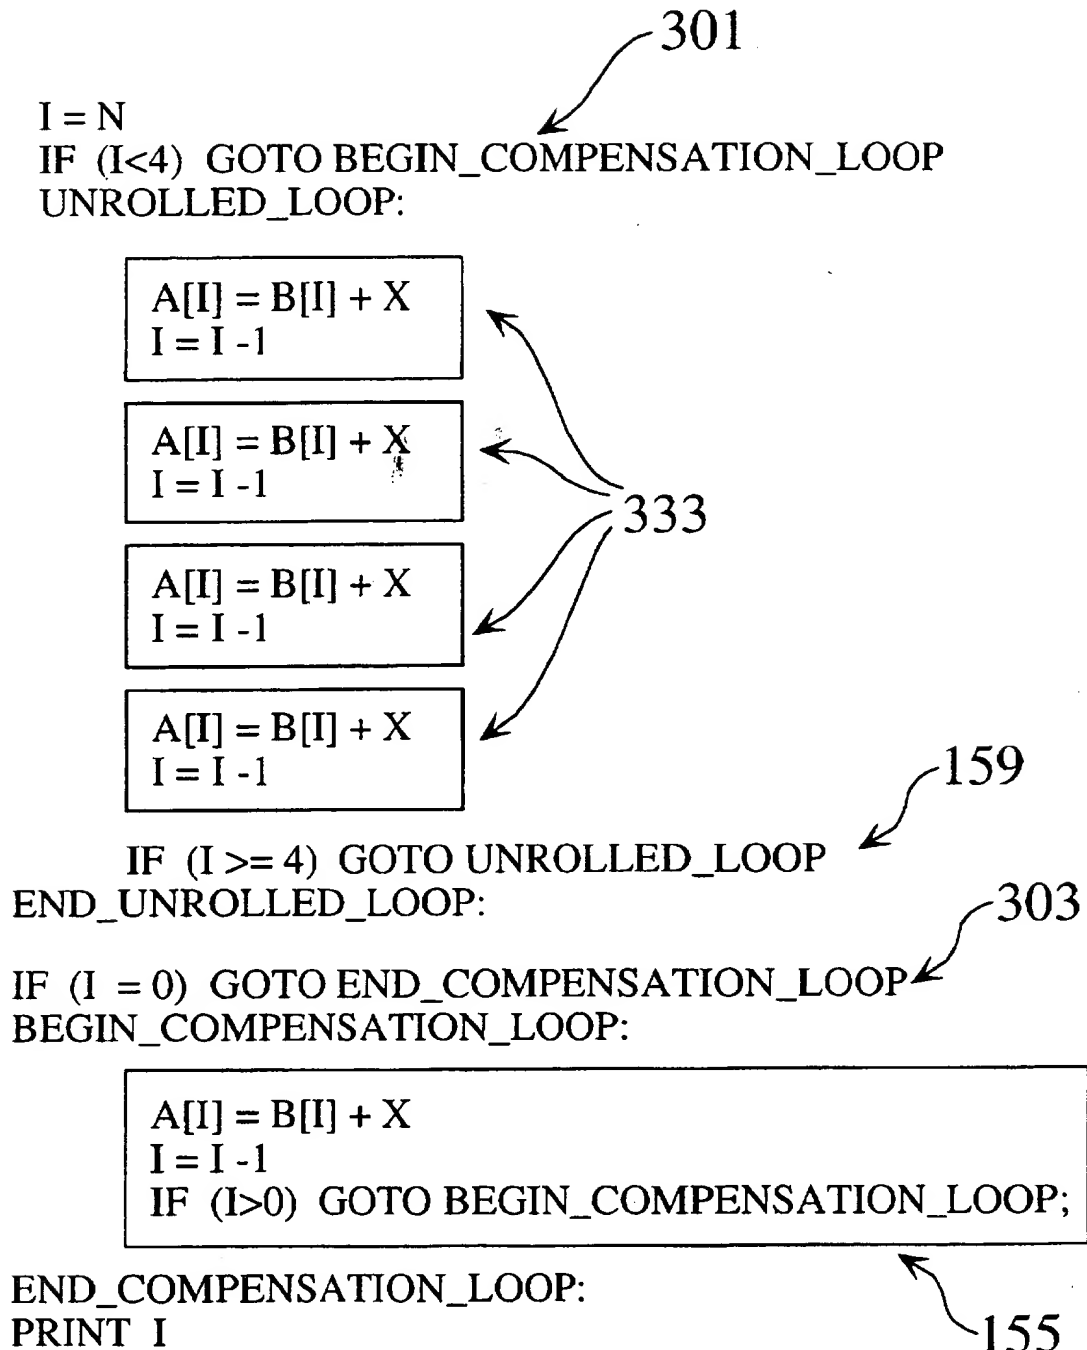 301
I = N
IF (I<4) GOTO BEGIN_COMPENSATION_LOOP
UNROLLED_LOOP:
A[I] = B[I] + X
I = I -1
A[I] = B[I] + X
I = I -1
333
A[I] = B[I] + X
I = I -1
A[I] = B[I] + X
I = I -1
159
IF (I >= 4) GOTO UNROLLED_LOOP
END_UNROLLED_LOOP:
303
IF (I = 0) GOTO END_COMPENSATION_LOOP
BEGIN_COMPENSATION_LOOP:
A[I] = B[I] + X
I = I -1
IF (I>0) GOTO BEGIN_COMPENSATION_LOOP;
END_COMPENSATION_LOOP:
PRINT I
155